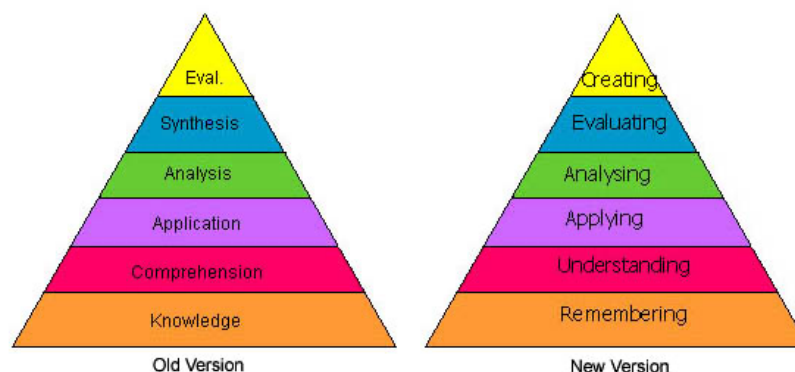 Eval.
Synthesis
Analysis
Application
Comprehension
Knowledge
Old Version
Creating
Evaluating
Analysing
Applying
Understanding
Remembering
New Version